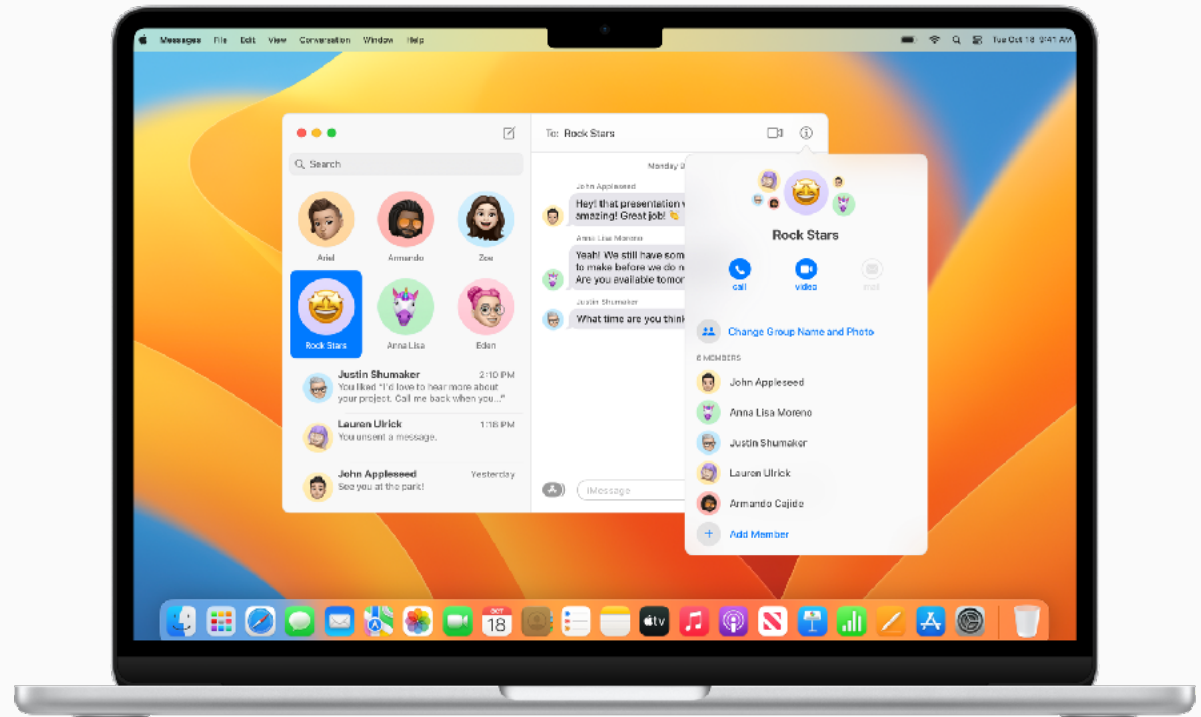 Messages File Edit View Conversation Window Help
Tue Oct 18 9:41 AM
Search
Ariel
Armando
Zoe
Rock Stars
Anna Lisa
Eden
Justin Shumaker 2:10 PM
You liked “I'd love to hear more about
your project. Call me back when you...”
Lauren Ulrick 1:16 PM
You unsent a message.
John Appleseed Yesterday
See you at the park!
To: Rock Stars
Monday
John Appleseed
Hey! that presentation
amazing! Great job! 👏
Anna Lisa Moreno
Yeah! We still have som
to make before we do n
Are you available tomor
Justin Shumaker
What time are you think
iMessage
Rock Stars
call
video
mail
Change Group Name and Photo
6 MEMBERS
John Appleseed
Anna Lisa Moreno
Justin Shumaker
Lauren Ulrick
Armando Cajide
Add Member
OCT
18
tv